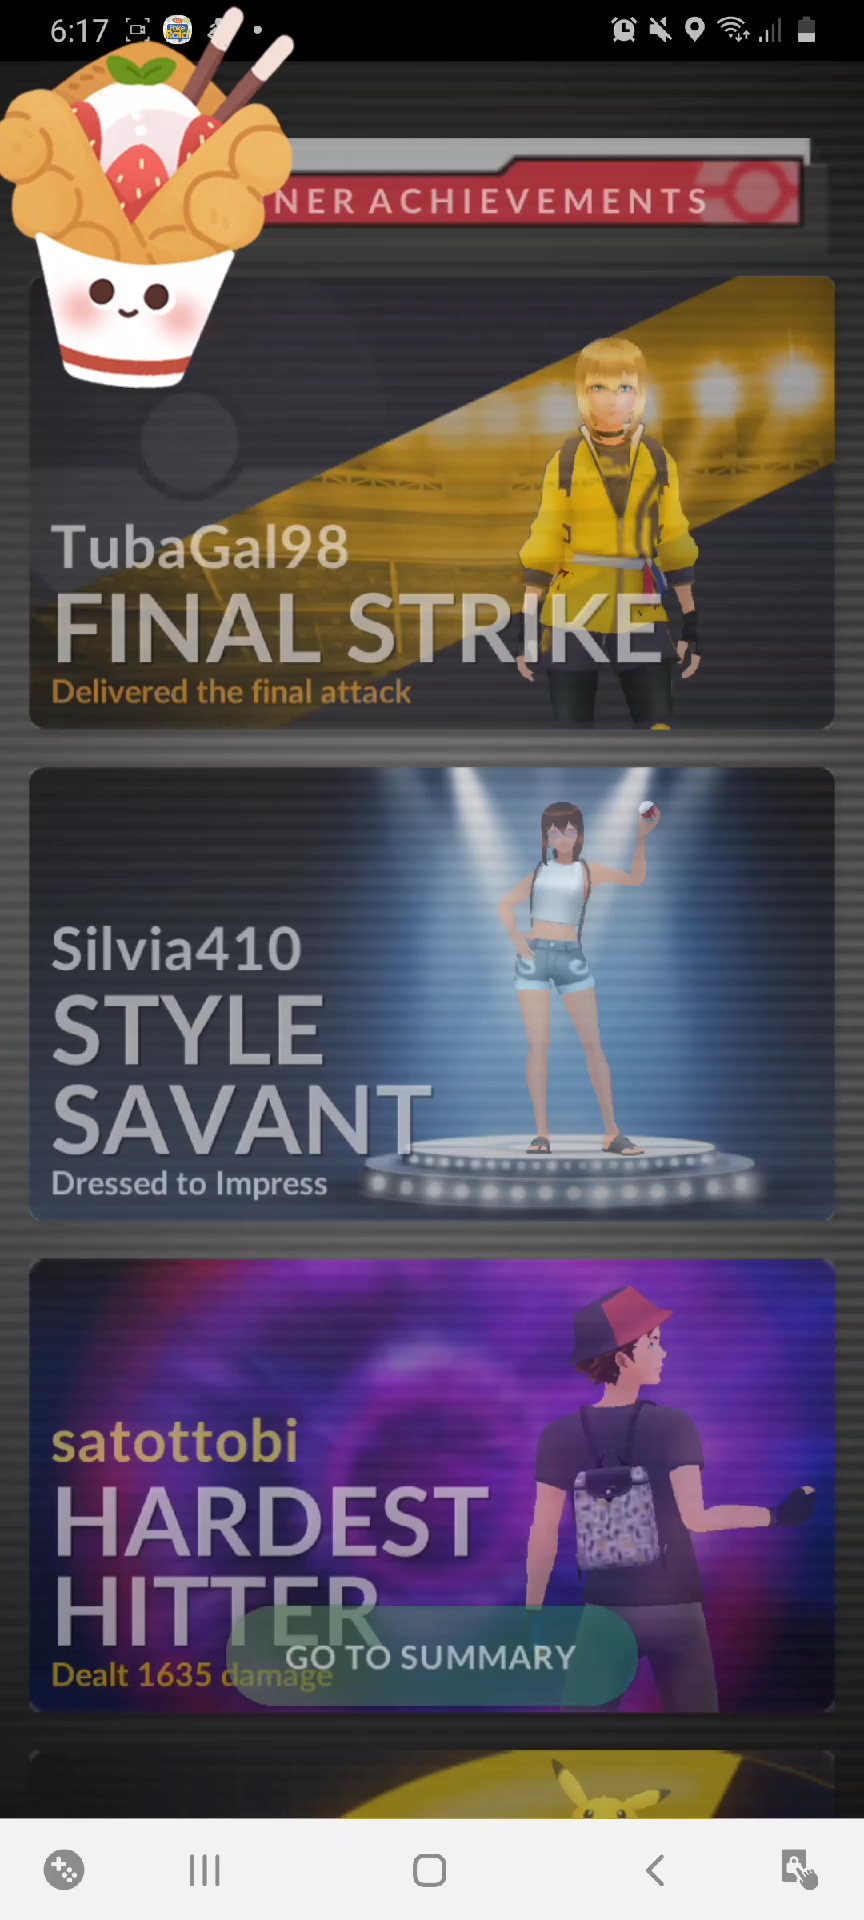 6:17
NER ACHIEVEMENTS
TubaGal98
FINAL STRIKE
Delivered the final attack
Silvia410
STYLE
SAVANT
Dressed to Impress
satottobi
HARDEST
HITTER
Dealt 1635 damage
GO TO SUMMARY